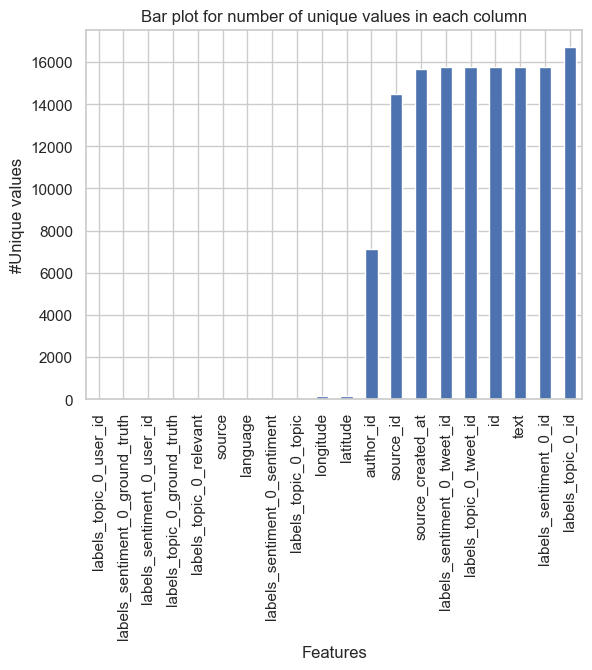 Bar plot for number of unique values in each column
#Unique values
16000
14000
12000
10000
8000
6000
4000
2000
0
labels_topic_0_user_id
labels_sentiment_0_ground_truth
labels_sentiment_0_user_id
labels_topic_0_ground_truth
labels_topic_0_relevant
source
language
labels_sentiment_0_sentiment
labels_topic_0_topic
longitude
latitude
author_id
source_id
source_created_at
labels_sentiment_0_tweet_id
labels_topic_0_tweet_id
id
text
labels_sentiment_0_id
labels_topic_0_id
Features